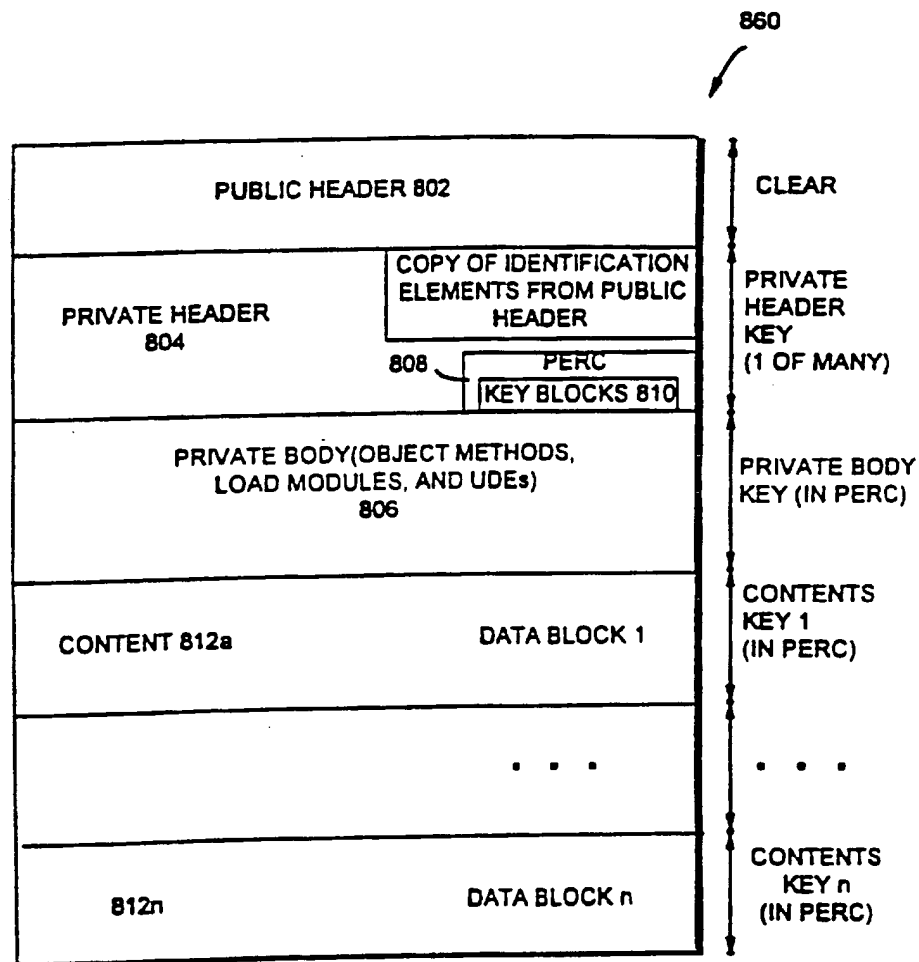 860
PUBLIC HEADER 802
CLEAR
COPY OF IDENTIFICATION
ELEMENTS FROM PUBLIC
HEADER
PRIVATE HEADER
804
PRIVATE
HEADER
KEY
(1 OF MANY)
808
PERC
KEY BLOCKS 810
PRIVATE BODY(OBJECT METHODS,
LOAD MODULES, AND UDEs)
806
PRIVATE BODY
KEY (IN PERC)
CONTENT 812a
DATA BLOCK 1
CONTENTS
KEY 1
(IN PERC)
. . .
. . .
812n
DATA BLOCK n
CONTENTS
KEY n
(IN PERC)